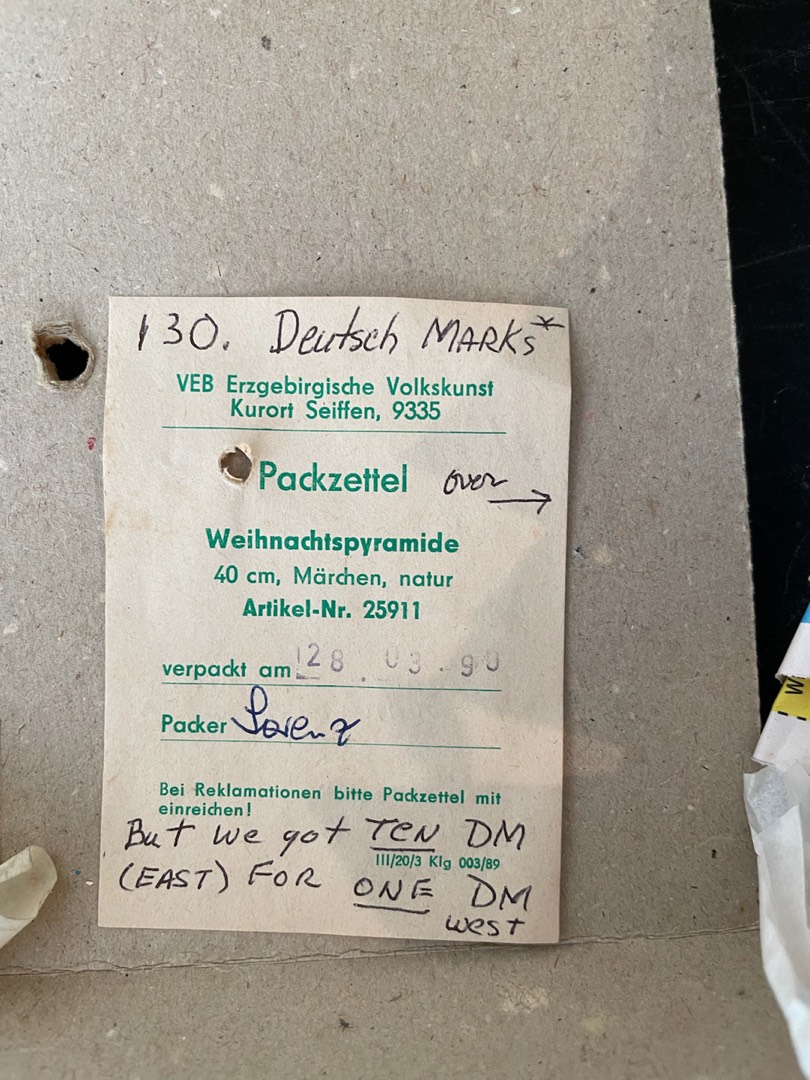 130. Deutsch MARKs*
VEB Erzgebirgische Volkskunst
Kurort Seiffen, 9335
Packzettel over →
Weihnachtspyramide
40 cm, Märchen, natur
Artikel-Nr. 25911
verpackt am 28. 03. 90
Packer Lorenz
Bei Reklamationen bitte Packzettel mit
einreichen!
But we got TEN DM
III/20/3 Klg 003/89
(EAST) FOR ONE DM
west
W